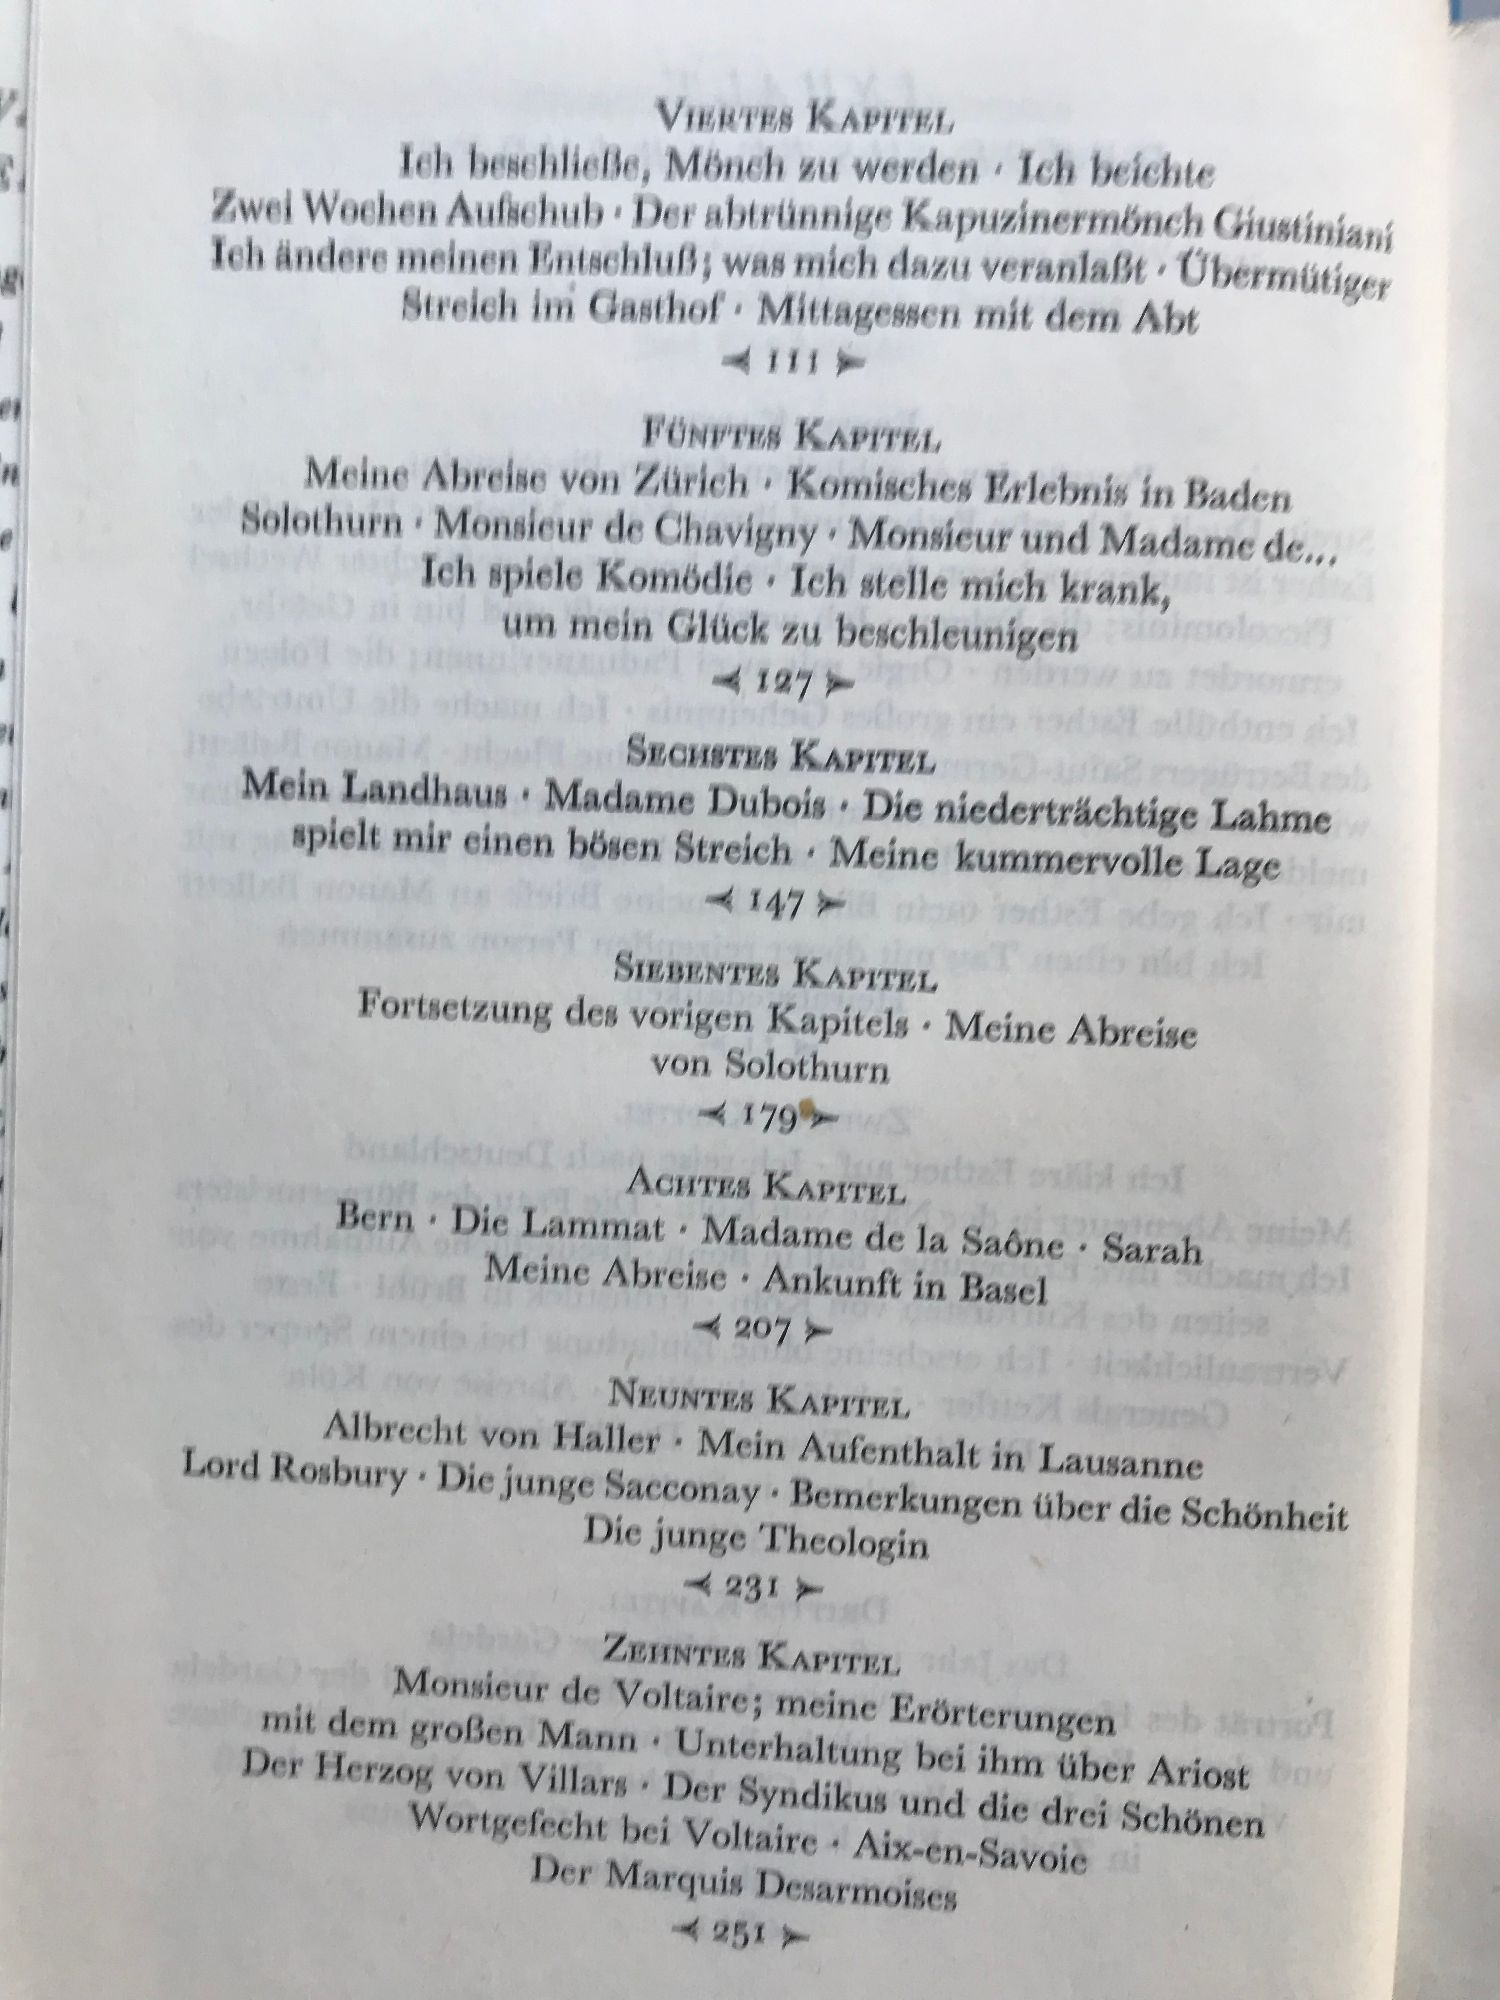 VIERTES KAPITEL
Ich beschließe, Mönch zu werden · Ich beichte
Zwei Wochen Aufschub · Der abtrünnige Kapuzinermönch Giustiniani
Ich ändere meinen Entschluß; was mich dazu veranlaßt · Übermütiger
Streich im Gasthof · Mittagessen mit dem Abt
111
FÜNFTES KAPITEL
Meine Abreise von Zürich · Komisches Erlebnis in Baden
Solothurn · Monsieur de Chavigny · Monsieur und Madame de...
Ich spiele Komödie · Ich stelle mich krank,
um mein Glück zu beschleunigen
127
SECHSTES KAPITEL
Mein Landhaus · Madame Dubois · Die niederträchtige Lahme
spielt mir einen bösen Streich · Meine kummervolle Lage
147
SIEBENTES KAPITEL
Fortsetzung des vorigen Kapitels · Meine Abreise
von Solothurn
179
ACHTES KAPITEL
Bern · Die Lammat · Madame de la Saône · Sarah
Meine Abreise · Ankunft in Basel
207
NEUNTES KAPITEL
Albrecht von Haller · Mein Aufenthalt in Lausanne
Lord Rosbury · Die junge Sacconay · Bemerkungen über die Schönheit
Die junge Theologin
231
ZEHNTES KAPITEL
Monsieur de Voltaire; meine Erörterungen
mit dem großen Mann · Unterhaltung bei ihm über Ariost
Der Herzog von Villars · Der Syndikus und die drei Schönen
Wortgefecht bei Voltaire · Aix-en-Savoie
Der Marquis Desarmoises
251